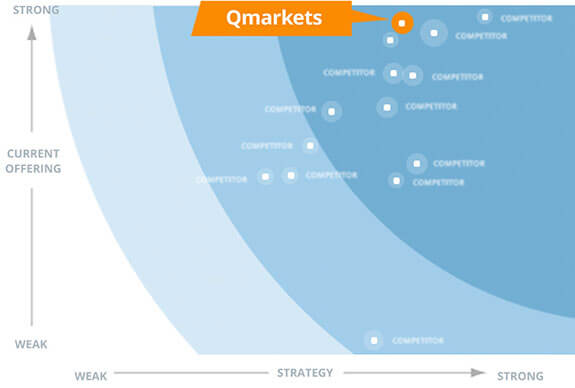 STRONG
Qmarkets
COMPETITOR
COMPETITOR
COMPETITOR
COMPETITOR
COMPETITOR
COMPETITOR
COMPETITOR
CURRENT
OFFERING
COMPETITOR
COMPETITOR
COMPETITOR
COMPETITOR
COMPETITOR
WEAK
WEAK
STRATEGY
STRONG